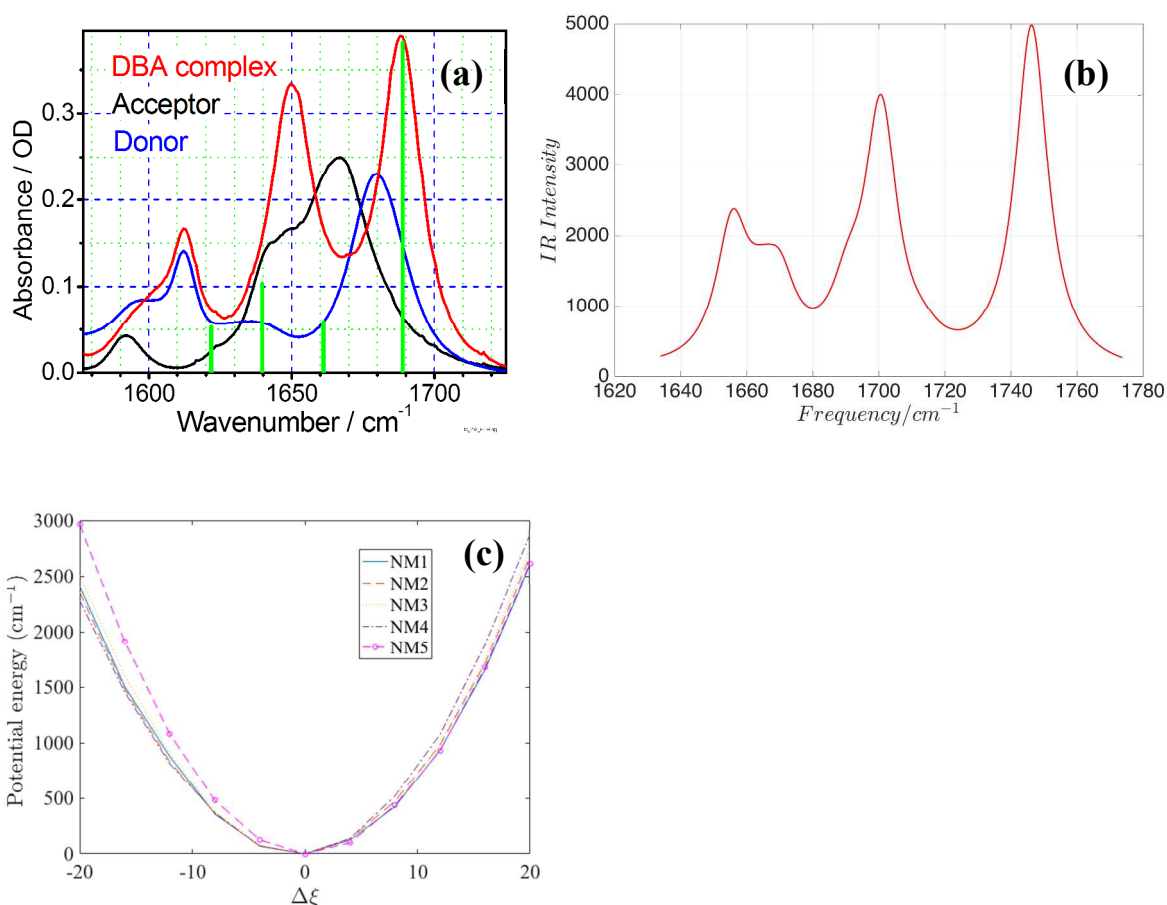 DBA complex
Acceptor
Donor
(a)
Absorbance / OD
0.3
0.2
0.1
0.0
1600
1650
1700
Wavenumber / cm-1
(b)
IR Intensity
5000
4000
3000
2000
1000
0
1620 1640 1660 1680 1700 1720 1740 1760 1780
Frequency/cm−1
(c)
Potential energy (cm−1)
3000
2500
2000
1500
1000
500
0
-20 -10 0 10 20
Δξ
NM1
NM2
NM3
NM4
NM5